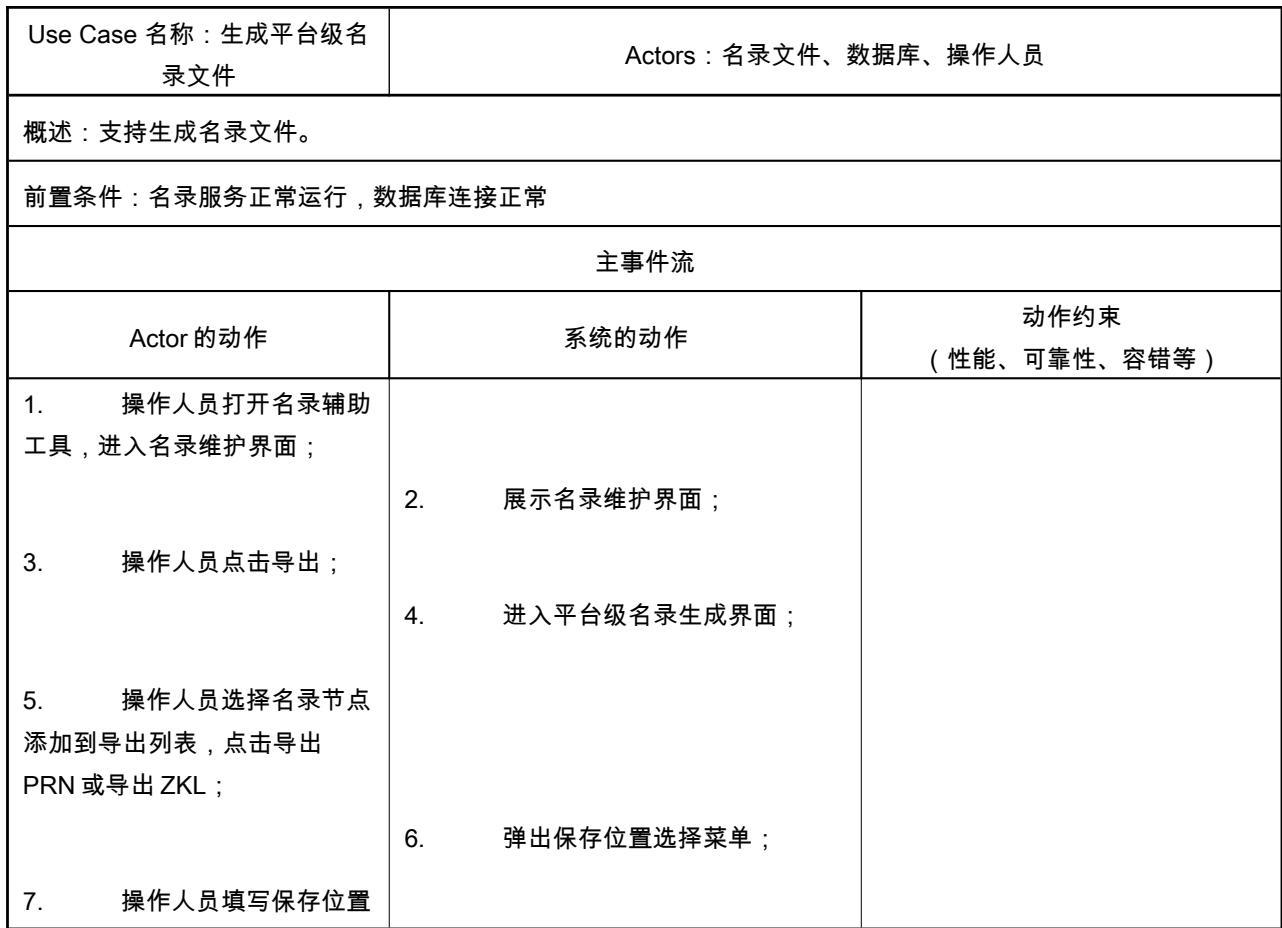 Use Case 名称：生成平台级名
录文件
Actors：名录文件、数据库、操作人员
概述：支持生成名录文件。
前置条件：名录服务正常运行，数据库连接正常
主事件流
Actor 的动作
系统的动作
动作约束
（性能、可靠性、容错等）
1. 操作人员打开名录辅助
工具，进入名录维护界面；
2. 展示名录维护界面；
3. 操作人员点击导出；
4. 进入平台级名录生成界面；
5. 操作人员选择名录节点
添加到导出列表，点击导出
PRN 或导出 ZKL；
6. 弹出保存位置选择菜单；
7. 操作人员填写保存位置